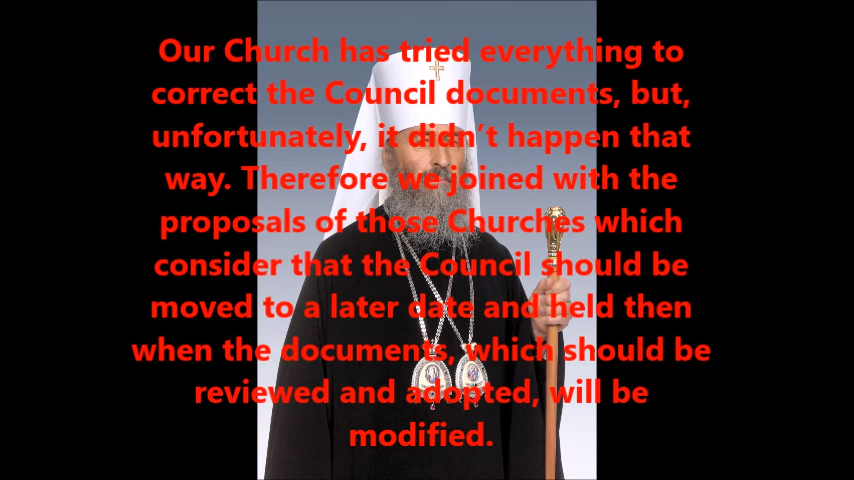 Our Church has tried everything to
correct the Council documents, but,
unfortunately, it didn't happen that
way. Therefore we joined with the
proposals of those Churches which
consider that the Council should be
moved to a later date and held then
when the documents, which should be
reviewed and adopted, will be
modified.